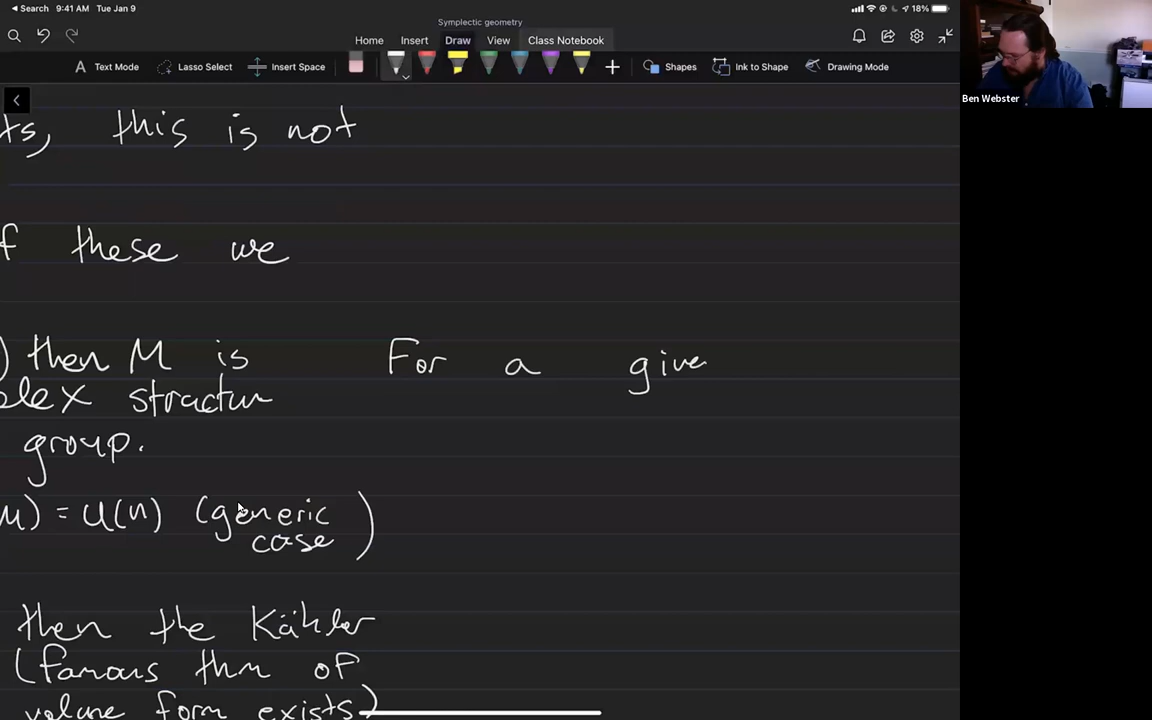 Search 9:41 AM Tue Jan 9
18%
Symplectic geometry
Home Insert Draw View Class Notebook
Text Mode Lasso Select Insert Space Shapes Ink to Shape Drawing Mode
Ben Webster
ts, this is not
f these we
) then M is
plex structur
group.
M) = U(n) (generic
case)
then the Kähler
(famous thm of
volume form exists)
For a give